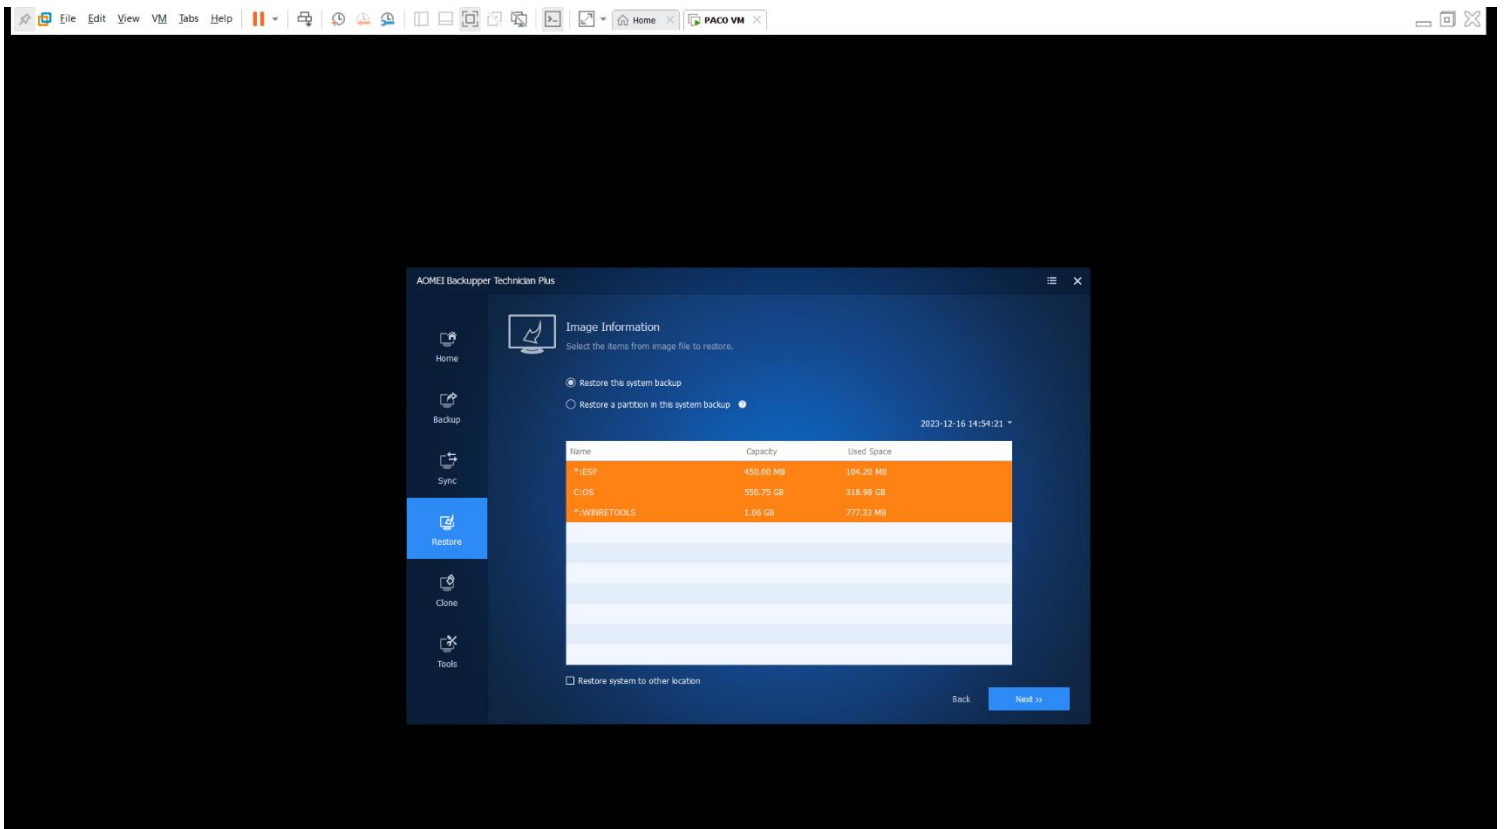 File Edit View VM Tabs Help Home PACO VM
AOMEI Backupper Technician Plus
Home
Backup
Sync
Restore
Clone
Tools
Image Information
Select the items from image file to restore.
Restore this system backup
Restore a partition in this system backup ?
2023-12-16 14:54:21
Name Capacity Used Space
*:ESP 450.00 MB 104.20 MB
C:OS 550.75 GB 318.98 GB
*:WINRETOOLS 1.06 GB 777.33 MB
Restore system to other location
Back Next >>